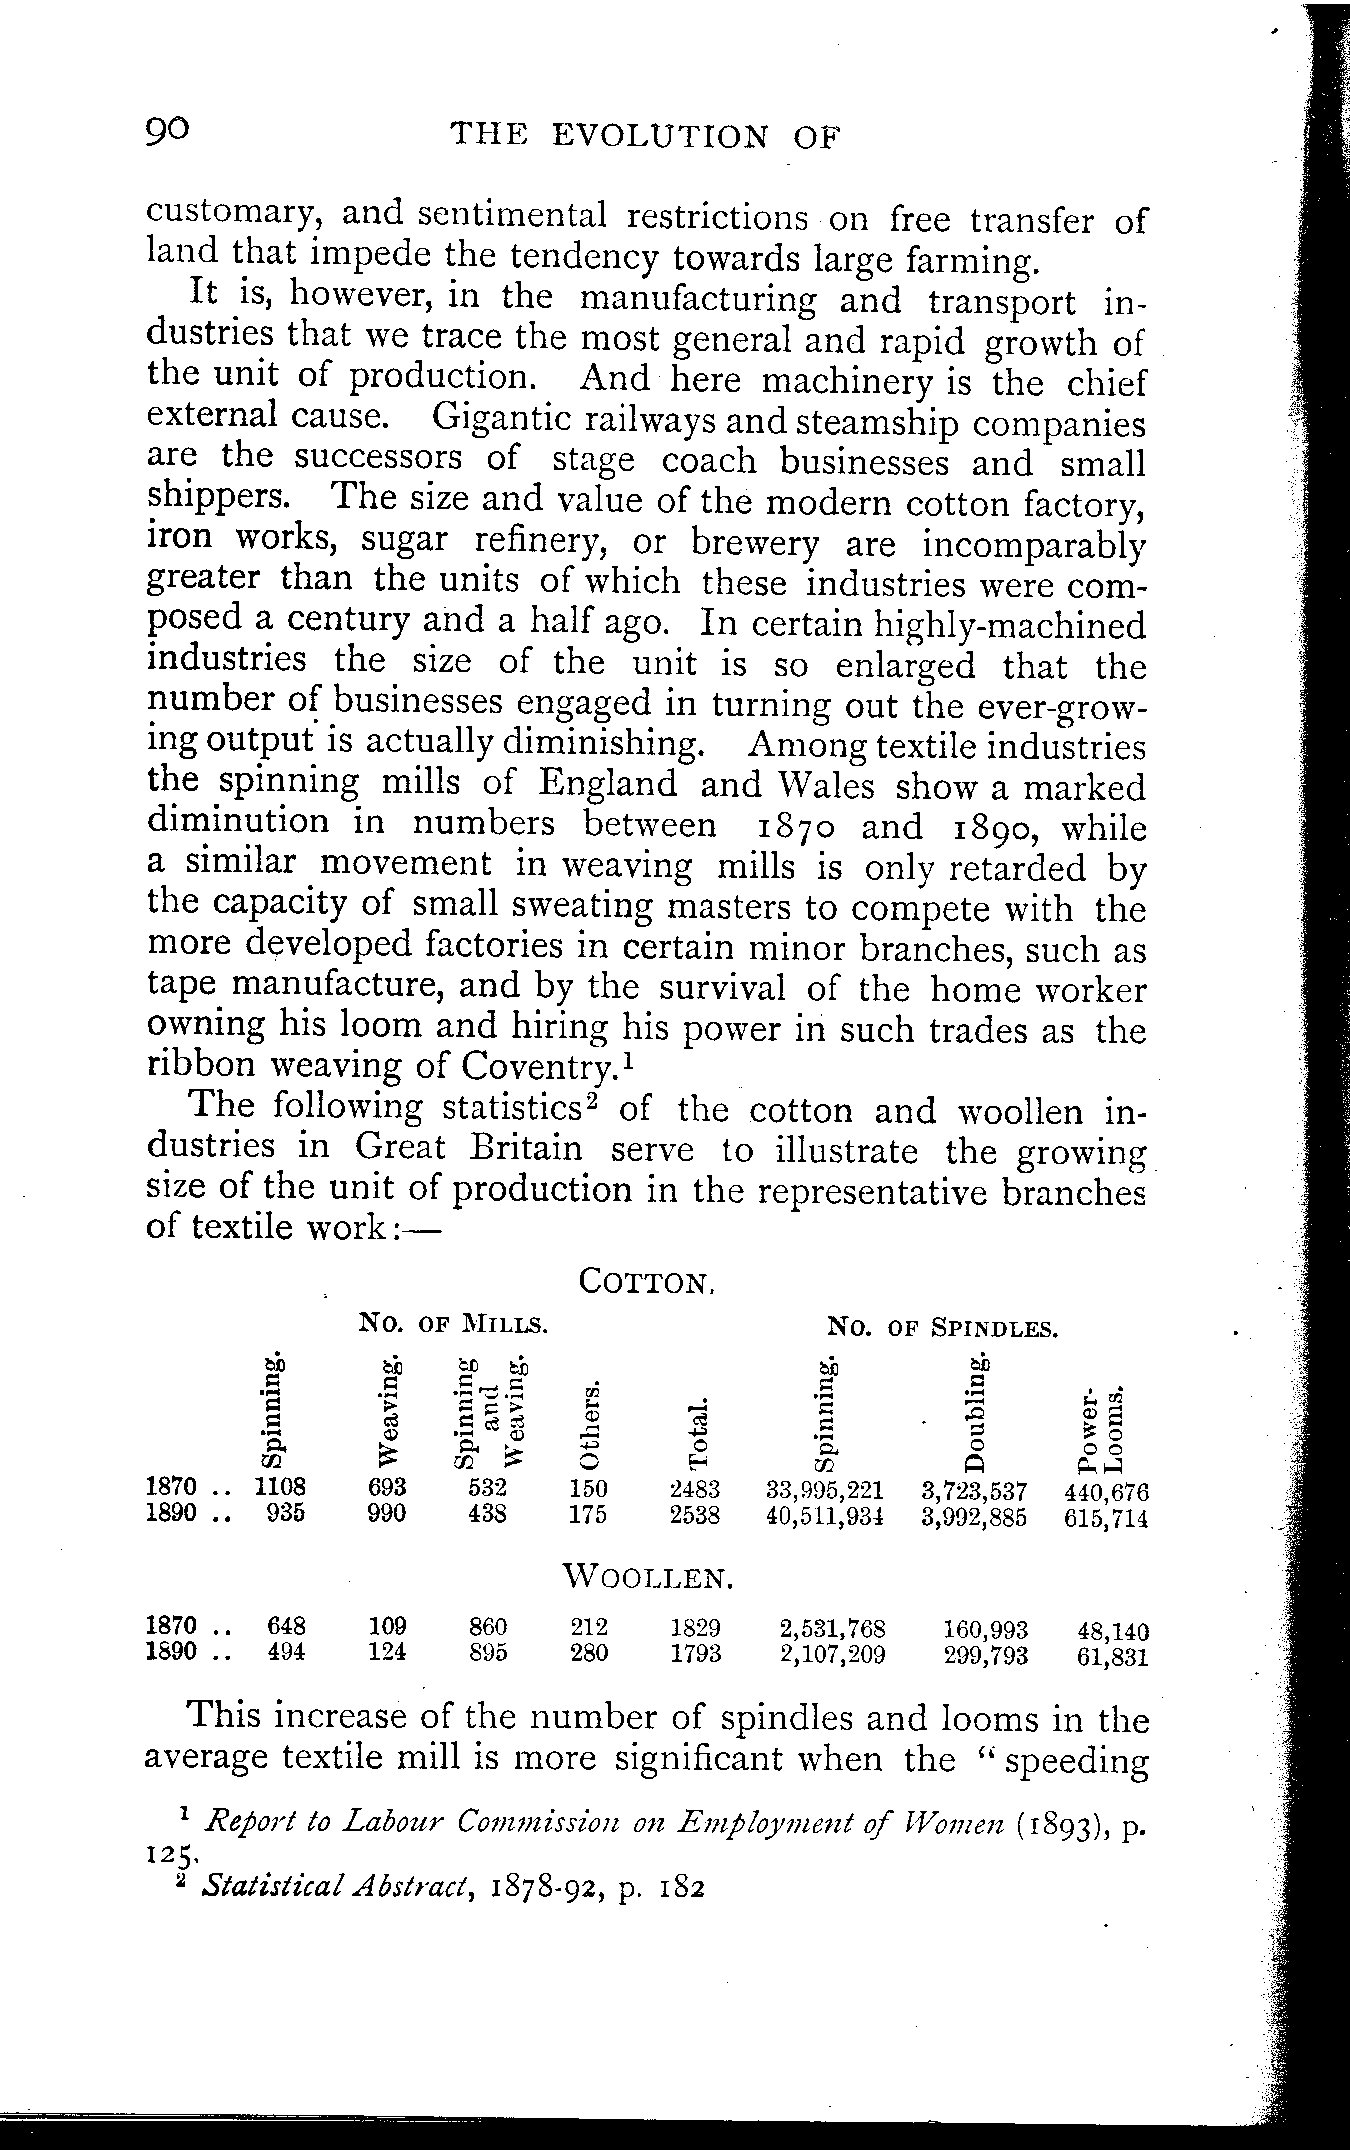 90 THE EVOLUTION OF
customary, and sentimental restrictions on free transfer of
land that impede the tendency towards large farming.
It is, however, in the manufacturing and transport in-
dustries that we trace the most general and rapid growth of
the unit of production. And here machinery is the chief
external cause. Gigantic railways and steamship companies
are the successors of stage coach businesses and small
shippers. The size and value of the modern cotton factory,
iron works, sugar refinery, or brewery are incomparably
greater than the units of which these industries were com-
posed a century and a half ago. In certain highly-machined
industries the size of the unit is so enlarged that the
number of businesses engaged in turning out the ever-grow-
ing output is actually diminishing. Among textile industries
the spinning mills of England and Wales show a marked
diminution in numbers between 1870 and 1890, while
a similar movement in weaving mills is only retarded by
the capacity of small sweating masters to compete with the
more developed factories in certain minor branches, such as
tape manufacture, and by the survival of the home worker
owning his loom and hiring his power in such trades as the
ribbon weaving of Coventry.¹
The following statistics² of the cotton and woollen in-
dustries in Great Britain serve to illustrate the growing
size of the unit of production in the representative branches
of textile work:—
COTTON.
NO. OF MILLS. NO. OF SPINDLES.
Spinning. Weaving. Spinning and Weaving. Others. Total. Spinning. Doubling. Power-Looms.
1870 .. 1108 693 532 150 2483 33,995,221 3,723,537 440,676
1890 .. 935 990 438 175 2538 40,511,934 3,992,885 615,714
WOOLLEN.
1870 .. 648 109 860 212 1829 2,531,768 160,993 48,140
1890 .. 494 124 895 280 1793 2,107,209 299,793 61,831
This increase of the number of spindles and looms in the
average textile mill is more significant when the "speeding
¹ Report to Labour Commission on Employment of Women (1893), p.
125.
² Statistical Abstract, 1878-92, p. 182